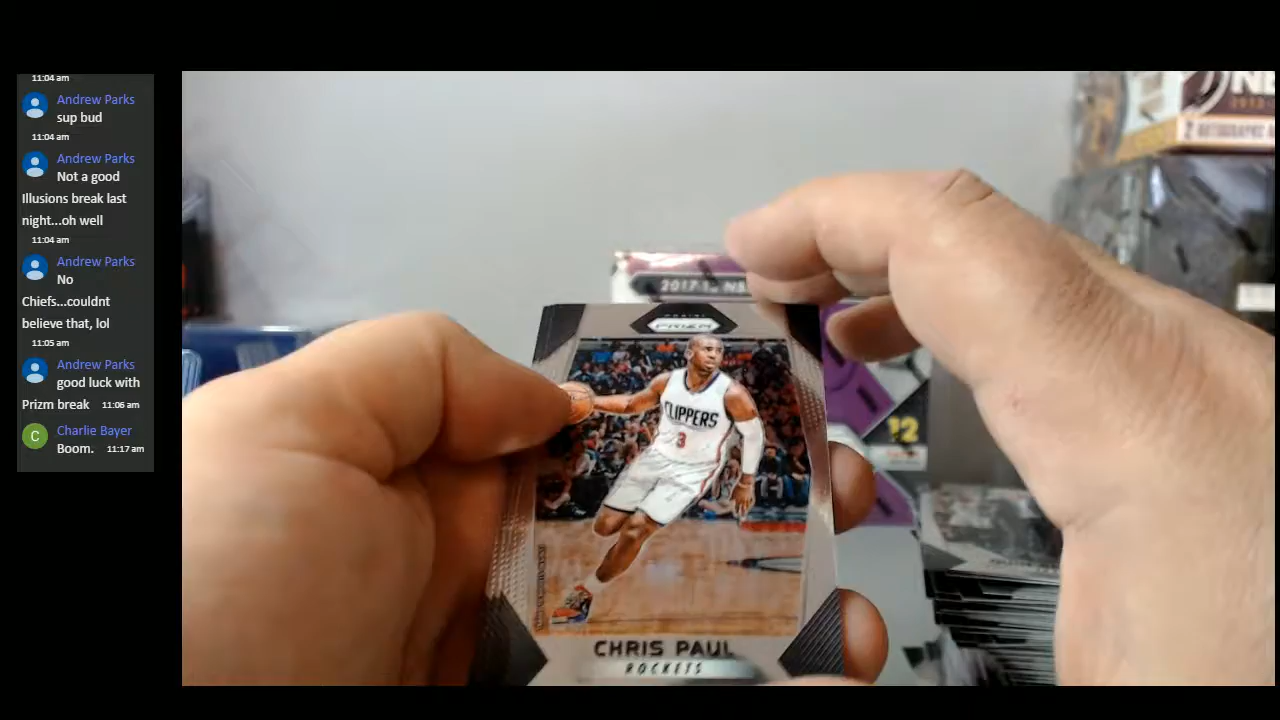 11:04 am
Andrew Parks
sup bud
11:04 am
Andrew Parks
Not a good
Illusions break last
night...oh well
11:04 am
Andrew Parks
No
Chiefs...couldnt
believe that, lol
11:05 am
Andrew Parks
good luck with
Prizm break 11:06 am
C Charlie Bayer
Boom. 11:17 am
2017-1
PANINI
PRIZM
CLIPPERS
3
CHRIS PAUL
ROCKETS
12